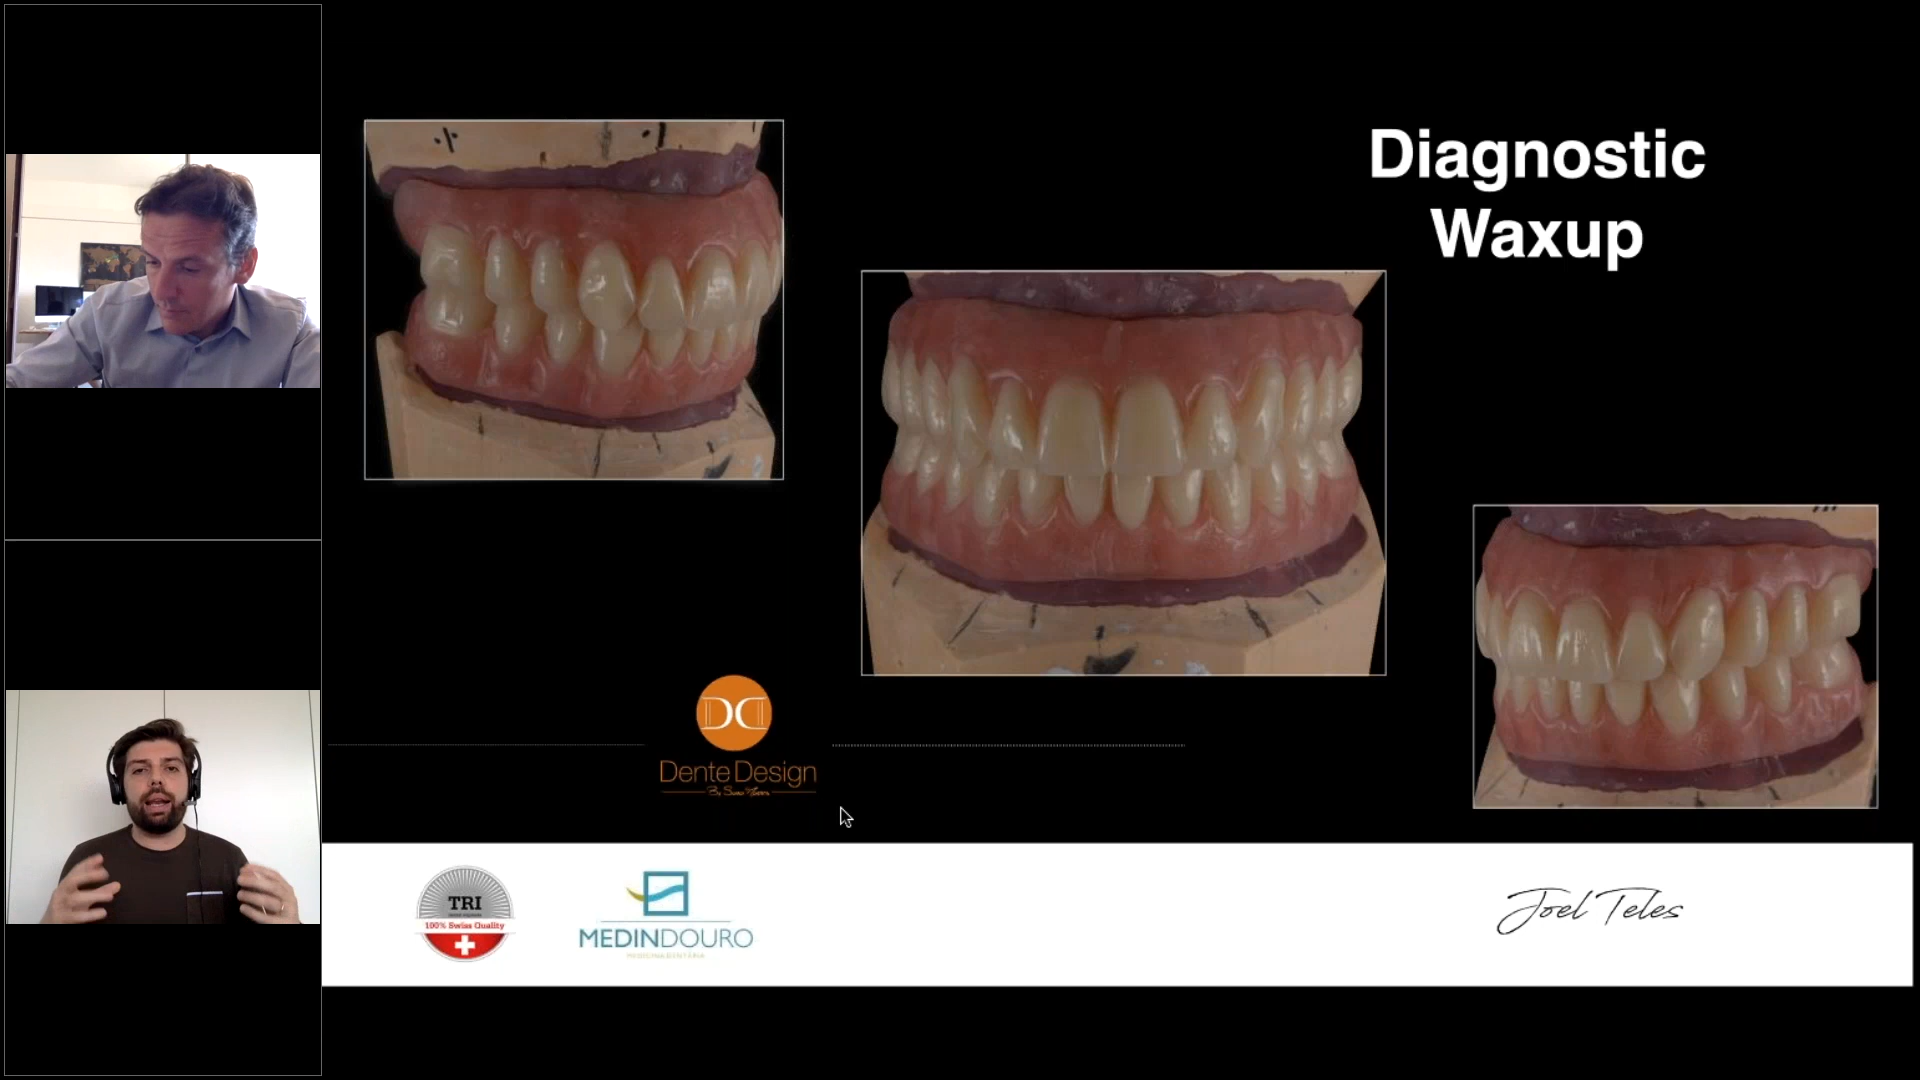 Diagnostic
Waxup
Dente Design
TRI
100% Swiss Quality
MEDINDOURO
Joel Teles